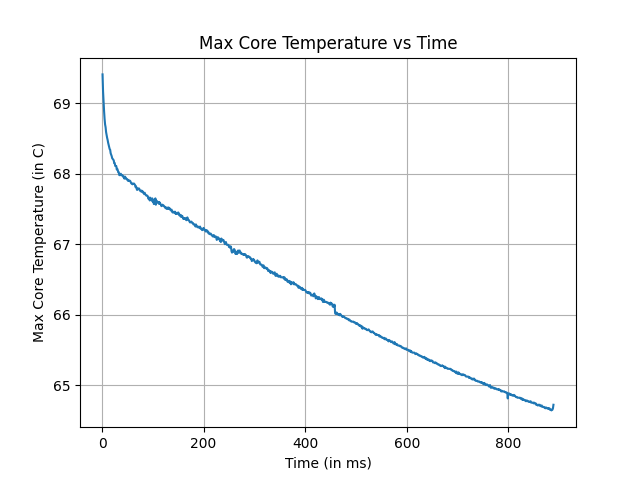 Max Core Temperature vs Time
Max Core Temperature (in C)
69
68
67
66
65
0 200 400 600 800
Time (in ms)